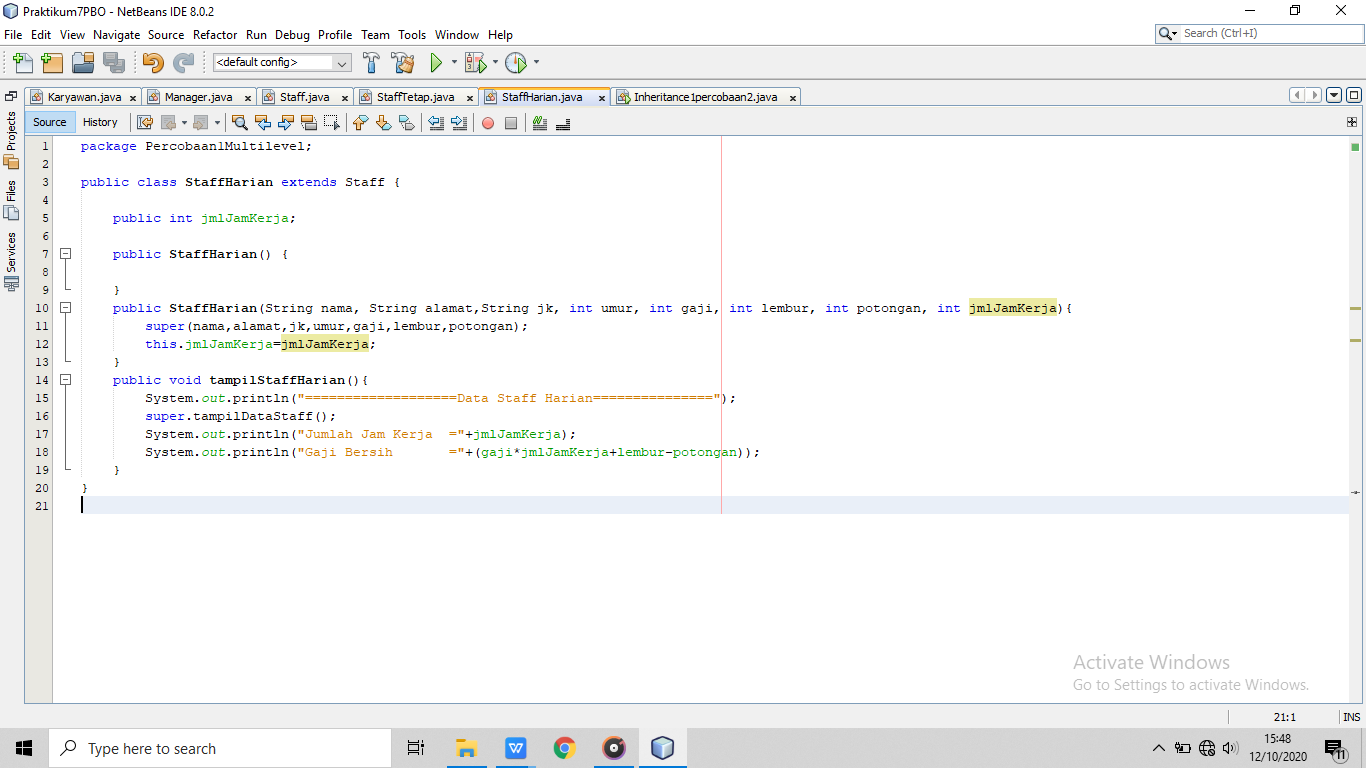 Praktikum7PBO - NetBeans IDE 8.0.2
File Edit View Navigate Source Refactor Run Debug Profile Team Tools Window Help
Search (Ctrl+I)
<default config>
Karyawan.java Manager.java Staff.java StaffTetap.java StaffHarian.java Inheritance1percobaan2.java
Source History
Projects
Files
Services
1 package Percobaan1Multilevel;
2
3 public class StaffHarian extends Staff {
4
5 public int jmlJamKerja;
6
7 public StaffHarian() {
8
9 }
10 public StaffHarian(String nama, String alamat,String jk, int umur, int gaji, int lembur, int potongan, int jmlJamKerja){
11 super(nama,alamat,jk,umur,gaji,lembur,potongan);
12 this.jmlJamKerja=jmlJamKerja;
13 }
14 public void tampilStaffHarian(){
15 System.out.println("===================Data Staff Harian===============");
16 super.tampilDataStaff();
17 System.out.println("Jumlah Jam Kerja  ="+jmlJamKerja);
18 System.out.println("Gaji Bersih       ="+(gaji*jmlJamKerja+lembur-potongan));
19 }
20 }
21
Activate Windows
Go to Settings to activate Windows.
21:1 INS
Type here to search
15:48
12/10/2020
11